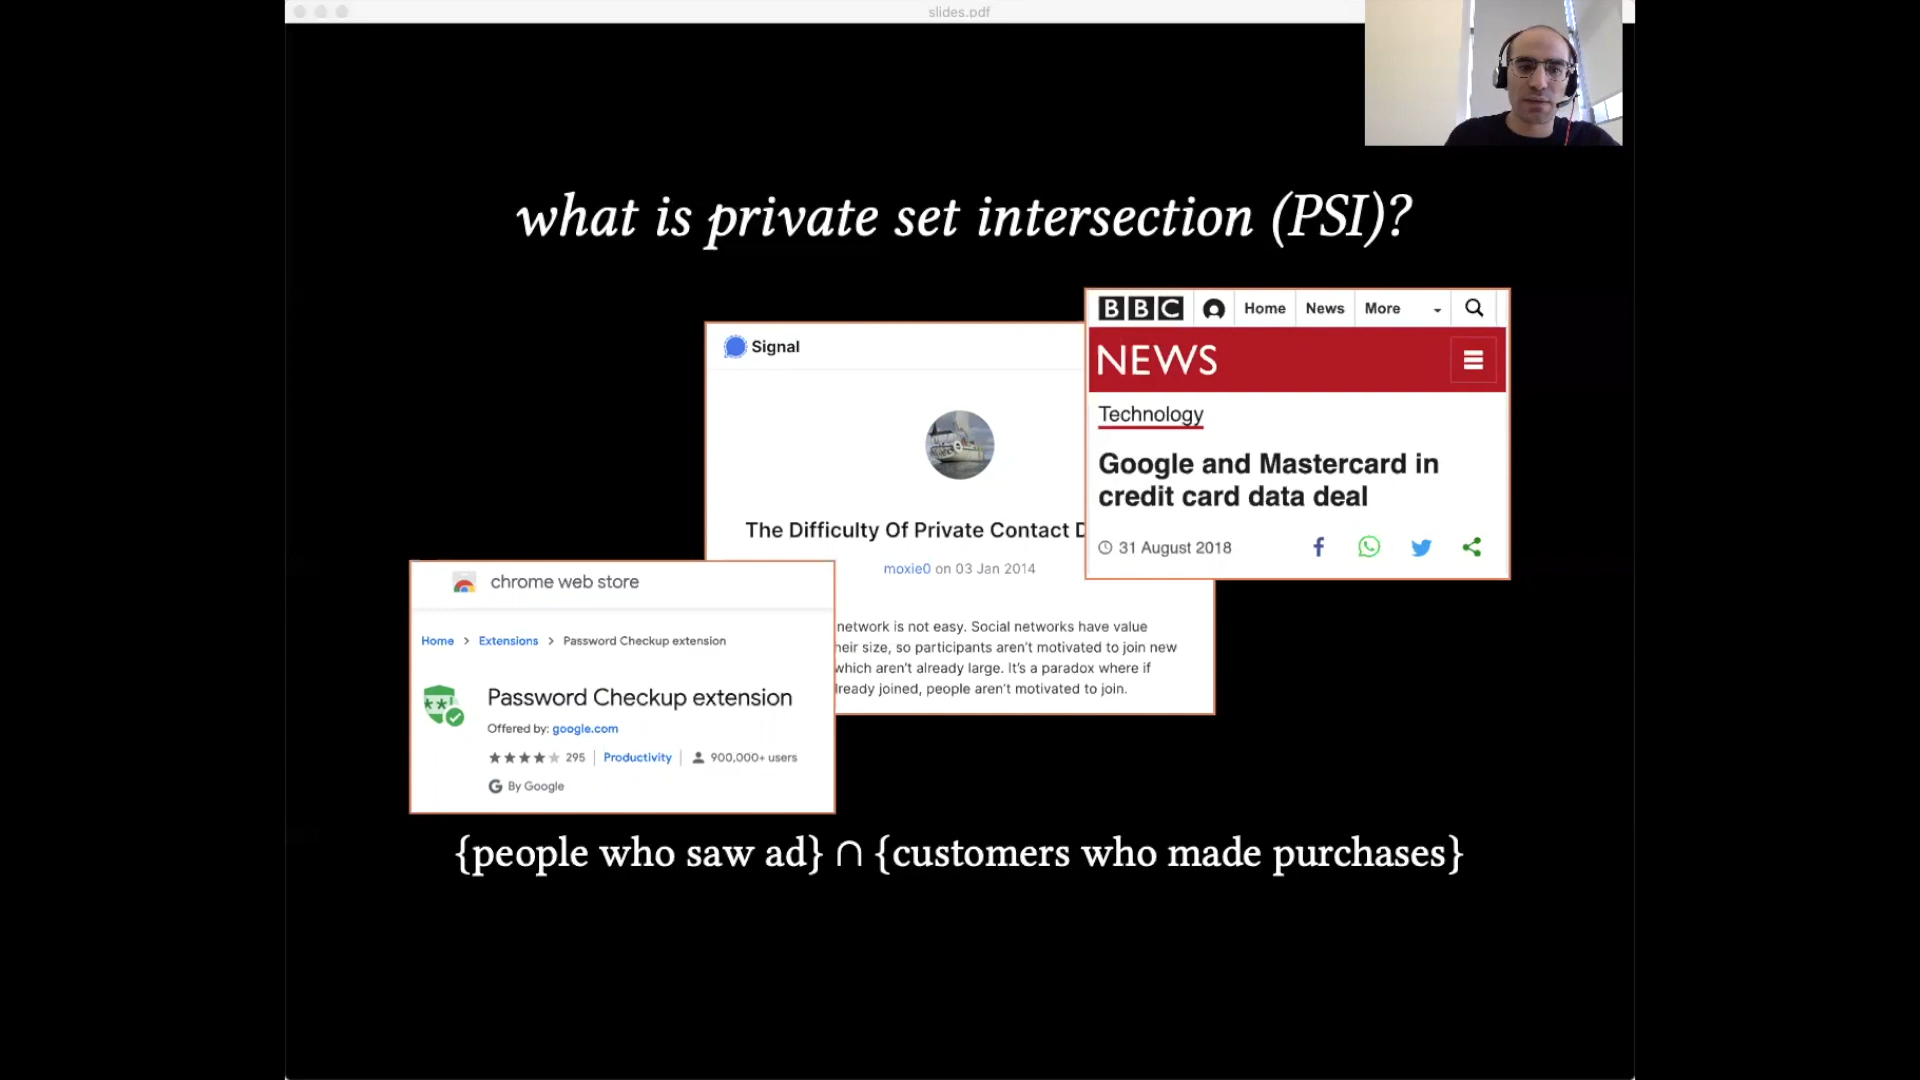 slides.pdf
what is private set intersection (PSI)?
BBC Home News More
NEWS
Technology
Google and Mastercard in
credit card data deal
31 August 2018
Signal
The Difficulty Of Private Contact
moxie0 on 03 Jan 2014
network is not easy. Social networks have value
size, so participants aren't motivated to join new
which aren't already large. It's a paradox where if
joined, people aren't motivated to join.
chrome web store
Home > Extensions > Password Checkup extension
Password Checkup extension
Offered by: google.com
295 | Productivity | 900,000+ users
By Google
{people who saw ad} ∩ {customers who made purchases}